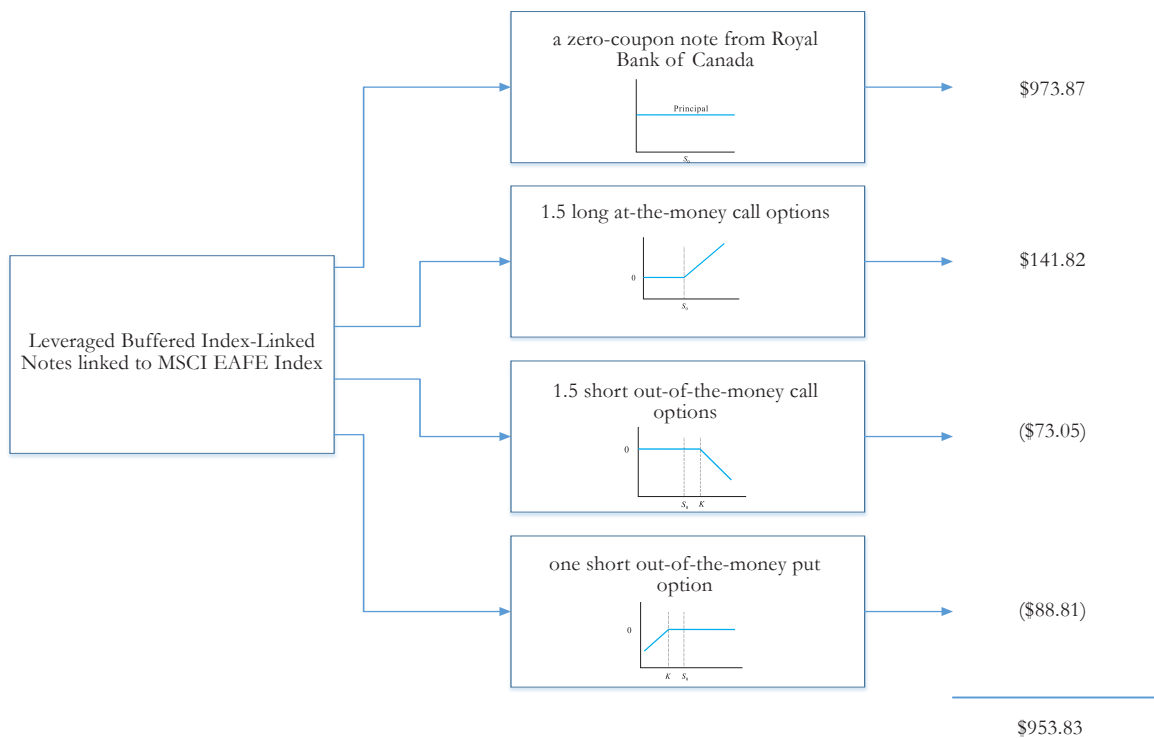 a zero-coupon note from Royal
Bank of Canada
Principal
S₀
$973.87
1.5 long at-the-money call options
0
S₀
$141.82
Leveraged Buffered Index-Linked
Notes linked to MSCI EAFE Index
1.5 short out-of-the-money call
options
0
S₀ K
($73.05)
one short out-of-the-money put
option
0
K S₀
($88.81)
$953.83